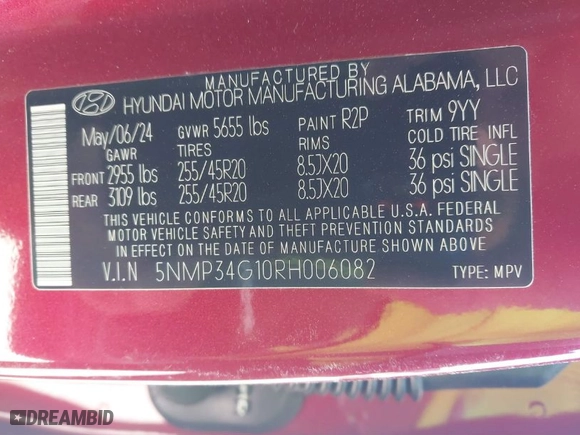 MANUFACTURED BY
HYUNDAI MOTOR MANUFACTURING ALABAMA, LLC
May/06/24 GVWR 5655 lbs PAINT R2P TRIM 9YY
GAWR TIRES RIMS COLD TIRE INFL
FRONT 2955 lbs 255/45R20 8.5JX20 36 psi SINGLE
REAR 3109 lbs 255/45R20 8.5JX20 36 psi SINGLE
THIS VEHICLE CONFORMS TO ALL APPLICABLE U.S.A. FEDERAL
MOTOR VEHICLE SAFETY AND THEFT PREVENTION STANDARDS
IN EFFECT ON THE DATE OF MANUFACTURE SHOWN ABOVE.
V.I.N 5NMP34G10RH006082 TYPE: MPV
DREAMBID